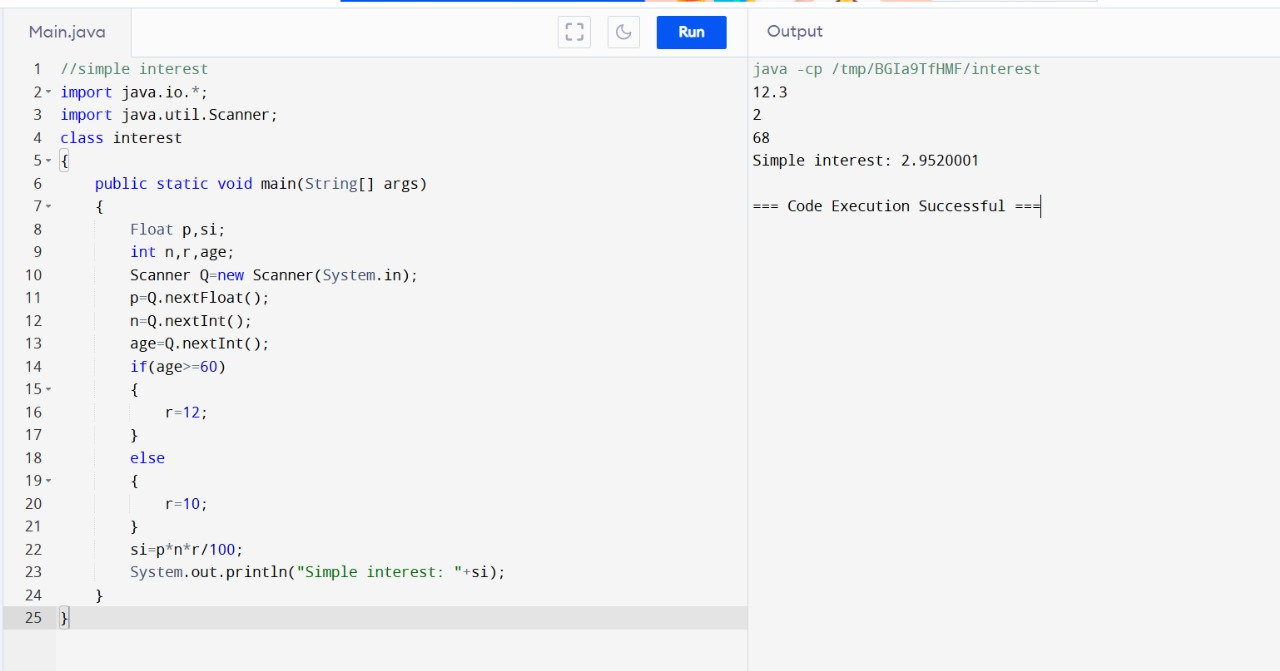 Main.java
Run
Output
1 //simple interest
2 import java.io.*;
3 import java.util.Scanner;
4 class interest
5 {
6 public static void main(String[] args)
7 {
8 Float p,si;
9 int n,r,age;
10 Scanner Q=new Scanner(System.in);
11 p=Q.nextFloat();
12 n=Q.nextInt();
13 age=Q.nextInt();
14 if(age>=60)
15 {
16 r=12;
17 }
18 else
19 {
20 r=10;
21 }
22 si=p*n*r/100;
23 System.out.println("Simple interest: "+si);
24 }
25 }
java -cp /tmp/BGIa9TfHMF/interest
12.3
2
68
Simple interest: 2.9520001
=== Code Execution Successful ===